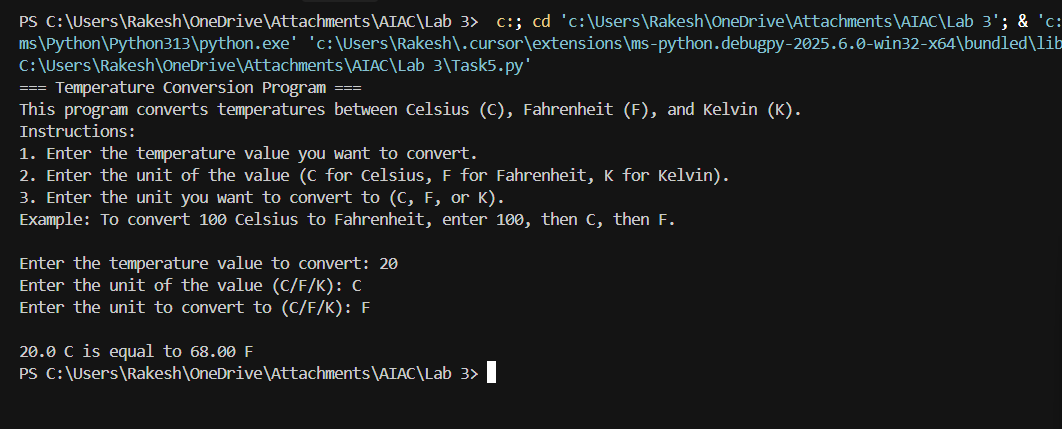 PS C:\Users\Rakesh\OneDrive\Attachments\AIAC\Lab 3>  c:; cd 'c:\Users\Rakesh\OneDrive\Attachments\AIAC\Lab 3'; & 'c:
ms\Python\Python313\python.exe' 'c:\Users\Rakesh\.cursor\extensions\ms-python.debugpy-2025.6.0-win32-x64\bundled\lib
C:\Users\Rakesh\OneDrive\Attachments\AIAC\Lab 3\Task5.py'
=== Temperature Conversion Program ===
This program converts temperatures between Celsius (C), Fahrenheit (F), and Kelvin (K).
Instructions:
1. Enter the temperature value you want to convert.
2. Enter the unit of the value (C for Celsius, F for Fahrenheit, K for Kelvin).
3. Enter the unit you want to convert to (C, F, or K).
Example: To convert 100 Celsius to Fahrenheit, enter 100, then C, then F.
Enter the temperature value to convert: 20
Enter the unit of the value (C/F/K): C
Enter the unit to convert to (C/F/K): F
20.0 C is equal to 68.00 F
PS C:\Users\Rakesh\OneDrive\Attachments\AIAC\Lab 3>